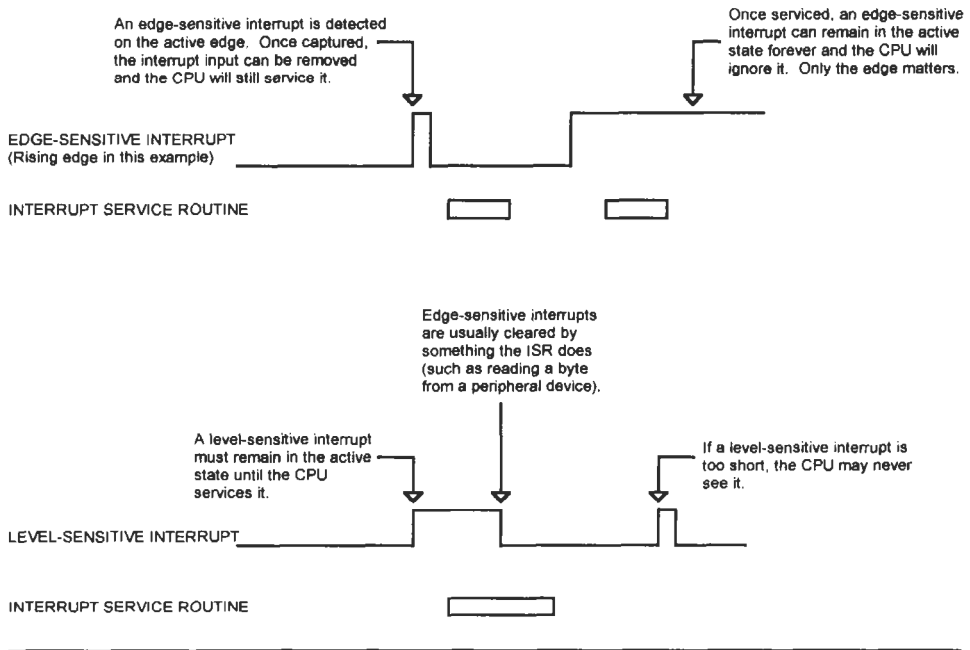 An edge-sensitive interrupt is detected
on the active edge. Once captured,
the interrupt input can be removed
and the CPU will still service it.
Once serviced, an edge-sensitive
interrupt can remain in the active
state forever and the CPU will
ignore it. Only the edge matters.
EDGE-SENSITIVE INTERRUPT
(Rising edge in this example)
INTERRUPT SERVICE ROUTINE
Edge-sensitive interrupts
are usually cleared by
something the ISR does
(such as reading a byte
from a peripheral device).
A level-sensitive interrupt
must remain in the active
state until the CPU
services it.
If a level-sensitive interrupt is
too short, the CPU may never
see it.
LEVEL-SENSITIVE INTERRUPT
INTERRUPT SERVICE ROUTINE